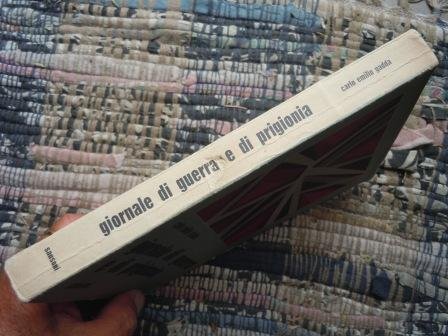 carlo emilio gadda
giornale di guerra e di prigionia
sansoni